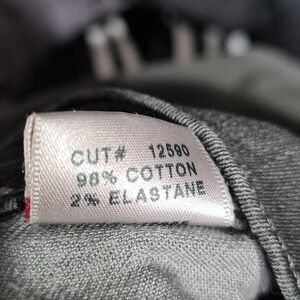 CUT# 12590
98% COTTON
2% ELASTANE